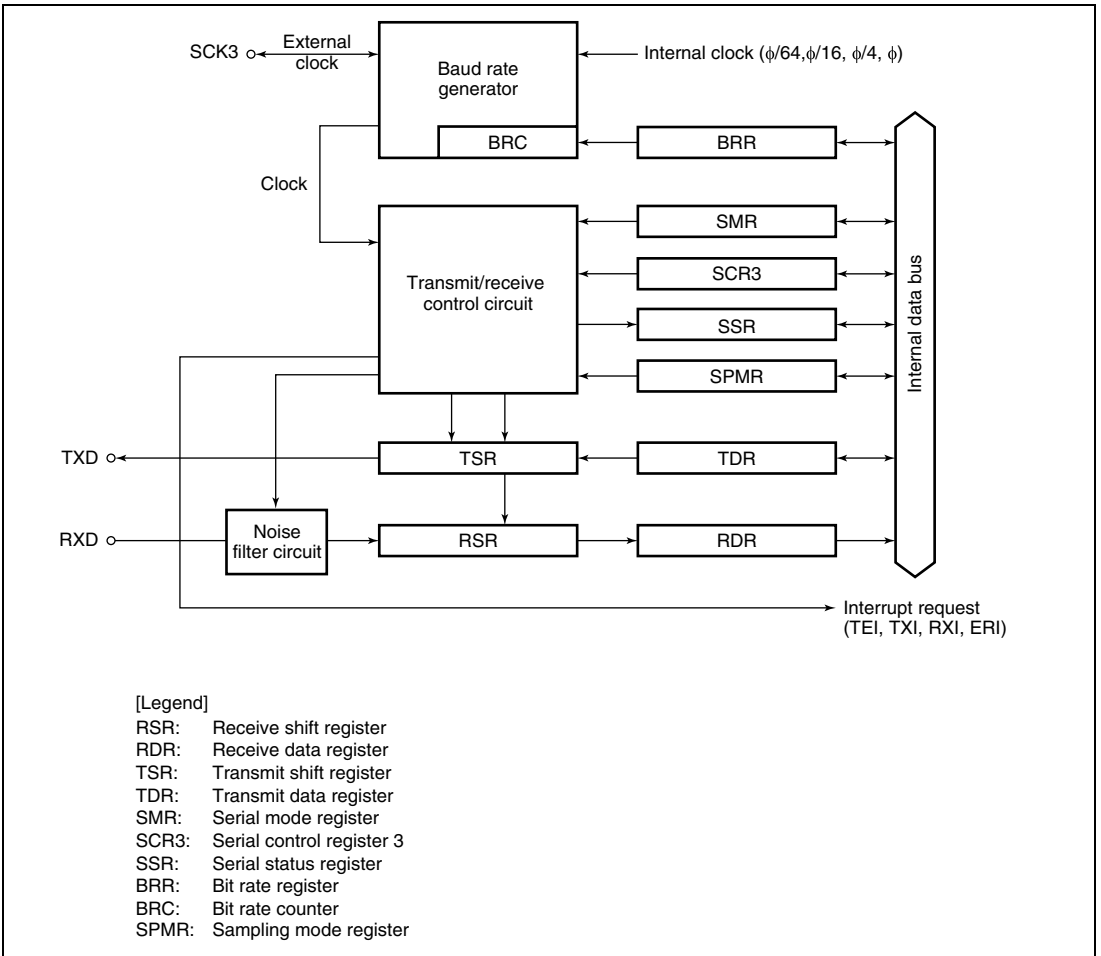 SCK3
External
clock
Baud rate
generator
Internal clock (ϕ/64,ϕ/16, ϕ/4, ϕ)
BRC
BRR
Clock
SMR
Transmit/receive
control circuit
SCR3
SSR
SPMR
Internal data bus
TXD
TSR
TDR
RXD
Noise
filter circuit
RSR
RDR
Interrupt request
(TEI, TXI, RXI, ERI)
[Legend]
RSR: Receive shift register
RDR: Receive data register
TSR: Transmit shift register
TDR: Transmit data register
SMR: Serial mode register
SCR3: Serial control register 3
SSR: Serial status register
BRR: Bit rate register
BRC: Bit rate counter
SPMR: Sampling mode register